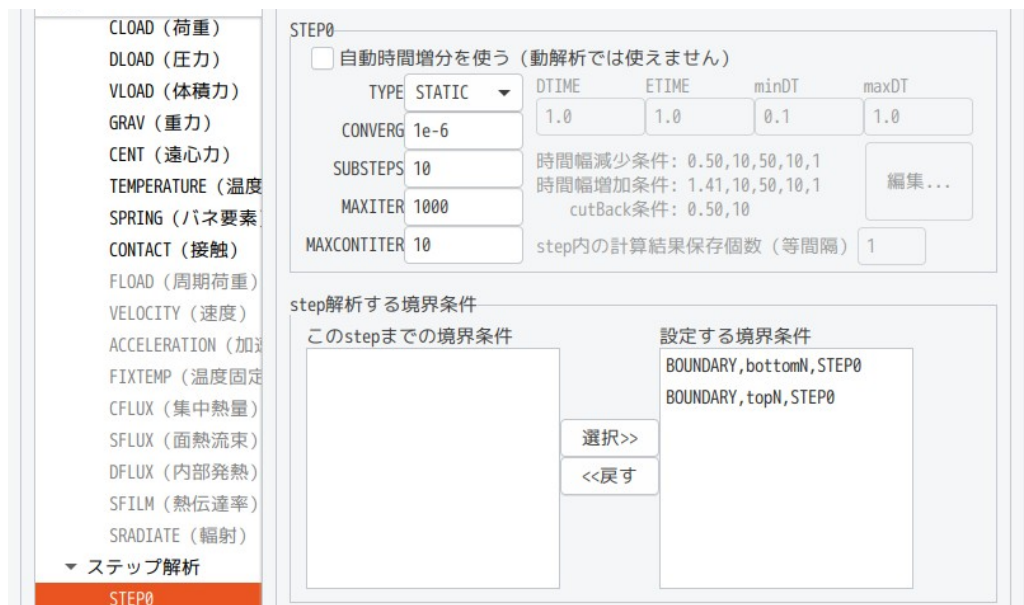 CLOAD (荷重)
DLOAD (圧力)
VLOAD (体積力)
GRAV (重力)
CENT (遠心力)
TEMPERATURE (温度
SPRING (バネ要素
CONTACT (接触)
FLOAD (周期荷重)
VELOCITY (速度)
ACCELERATION (加速
FIXTEMP (温度固定
CFLUX (集中熱量)
SFLUX (面熱流束)
DFLUX (内部発熱)
SFILM (熱伝達率)
SRADIATE (輻射)
ステップ解析
STEP0
STEP0
自動時間増分を使う (動解析では使えません)
TYPE STATIC
DTIME ETIME minDT maxDT
1.0 1.0 0.1 1.0
CONVERG 1e-6
SUBSTEPS 10
MAXITER 1000
MAXCONTITER 10
時間幅減少条件: 0.50,10,50,10,1
時間幅増加条件: 1.41,10,50,10,1
cutBack条件: 0.50,10
編集...
step内の計算結果保存個数 (等間隔) 1
step解析する境界条件
このstepまでの境界条件
設定する境界条件
BOUNDARY,bottomN,STEP0
BOUNDARY,topN,STEP0
選択>>
<<戻す